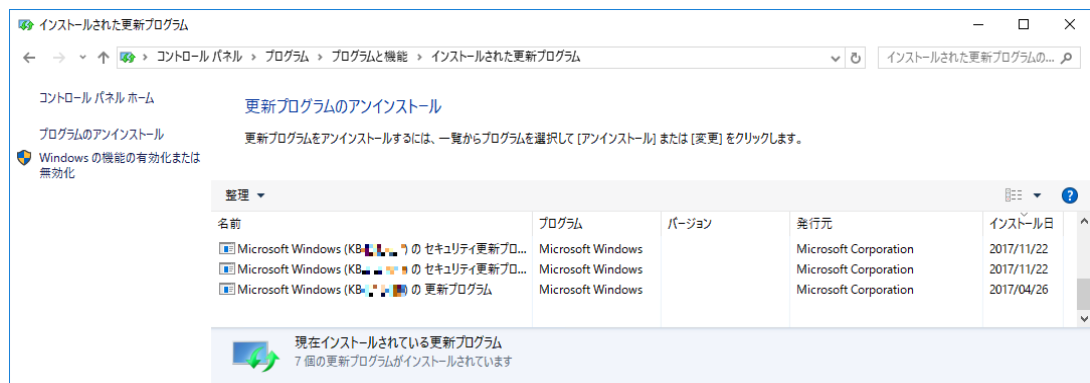 インストールされた更新プログラム
コントロール パネル › プログラム › プログラムと機能 › インストールされた更新プログラム
インストールされた更新プログラムの...
コントロール パネル ホーム
プログラムのアンインストール
Windows の機能の有効化または
無効化
更新プログラムのアンインストール
更新プログラムをアンインストールするには、一覧からプログラムを選択して [アンインストール] または [変更] をクリックします。
整理
名前 プログラム バージョン 発行元 インストール日
Microsoft Windows (KB ) の セキュリティ更新プロ... Microsoft Windows Microsoft Corporation 2017/11/22
Microsoft Windows (KB ) の セキュリティ更新プロ... Microsoft Windows Microsoft Corporation 2017/11/22
Microsoft Windows (KB ) の 更新プログラム Microsoft Windows Microsoft Corporation 2017/04/26
現在インストールされている更新プログラム
7 個の更新プログラムがインストールされています